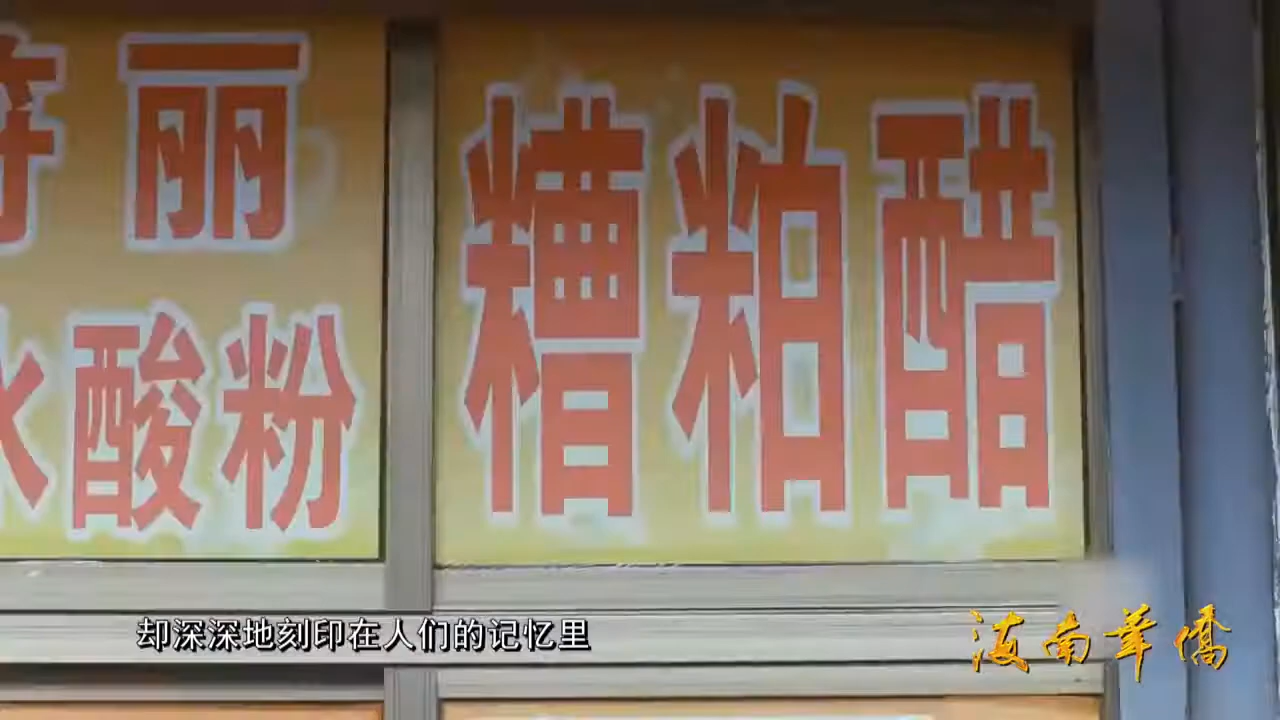 丽
酸粉
糟粕醋
却深深地刻印在人们的记忆里
海南华侨